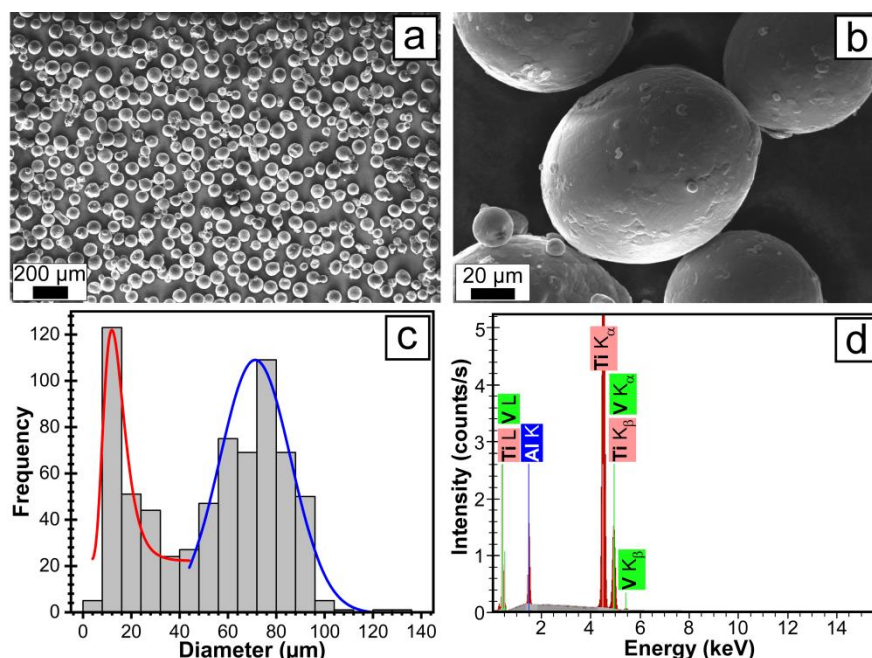 a
200 µm
b
20 µm
c
Frequency
120
100
80
60
40
20
0
0 20 40 60 80 100 120 140
Diameter (µm)
d
Intensity (counts/s)
5
4
3
2
1
0
Ti L
V L
Al K
Ti Kα
Ti Kβ
V Kα
V Kβ
2 4 6 8 10 12 14
Energy (keV)